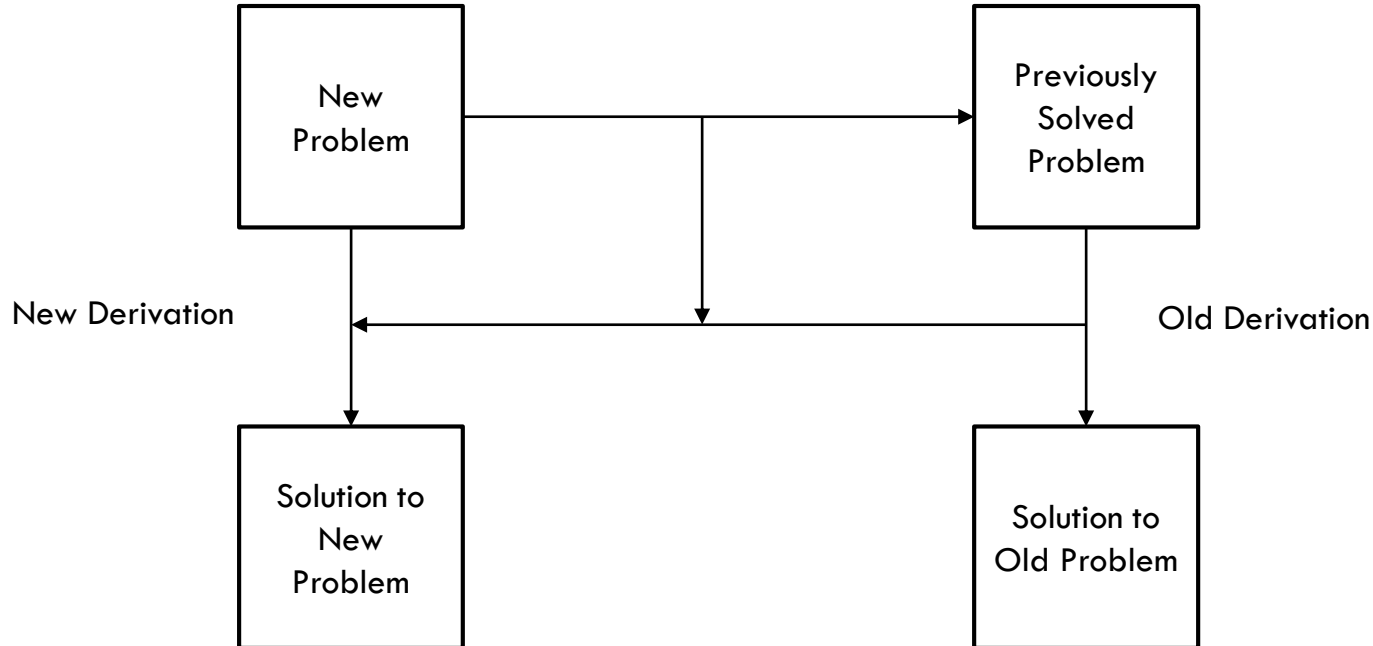 New
Problem
Previously
Solved
Problem
New Derivation
Old Derivation
Solution to
New
Problem
Solution to
Old Problem